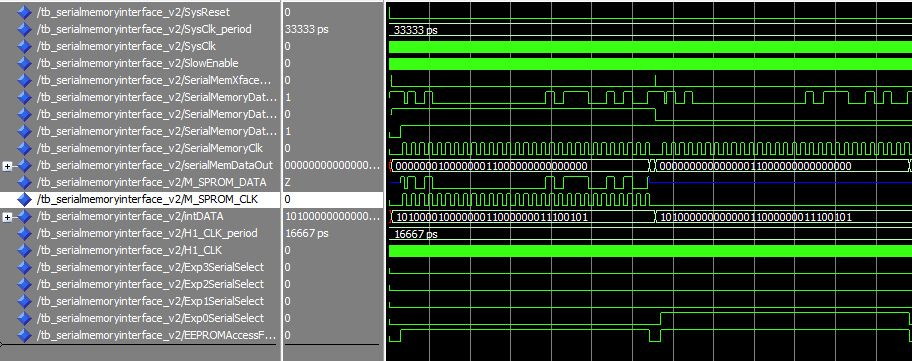 /tb_serialmemoryinterface_v2/SysReset 0
/tb_serialmemoryinterface_v2/SysClk_period 33333 ps 33333 ps
/tb_serialmemoryinterface_v2/SysClk 0
/tb_serialmemoryinterface_v2/SlowEnable 0
/tb_serialmemoryinterface_v2/SerialMemXface... 0
/tb_serialmemoryinterface_v2/SerialMemoryDat... 1
/tb_serialmemoryinterface_v2/SerialMemoryDat... 0
/tb_serialmemoryinterface_v2/SerialMemoryDat... 1
/tb_serialmemoryinterface_v2/SerialMemoryClk 0
/tb_serialmemoryinterface_v2/serialMemDataOut 00000000000000... 00000001000000011000000000000000 00000000000000011000000000000000
/tb_serialmemoryinterface_v2/M_SPROM_DATA Z
/tb_serialmemoryinterface_v2/M_SPROM_CLK 0
/tb_serialmemoryinterface_v2/intDATA 10100000000000... 10100001000000011000000011100101 10100000000000011000000011100101
/tb_serialmemoryinterface_v2/H1_CLK_period 16667 ps 16667 ps
/tb_serialmemoryinterface_v2/H1_CLK 0
/tb_serialmemoryinterface_v2/Exp3SerialSelect 0
/tb_serialmemoryinterface_v2/Exp2SerialSelect 0
/tb_serialmemoryinterface_v2/Exp1SerialSelect 0
/tb_serialmemoryinterface_v2/Exp0SerialSelect 0
/tb_serialmemoryinterface_v2/EEPROMAccessF... 0